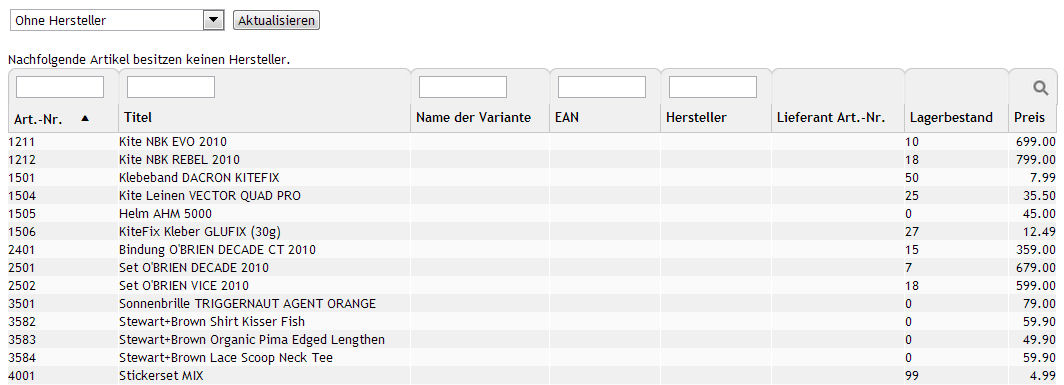 Ohne Hersteller Aktualisieren
Nachfolgende Artikel besitzen keinen Hersteller.
Art.-Nr. Titel Name der Variante EAN Hersteller Lieferant Art.-Nr. Lagerbestand Preis
1211 Kite NBK EVO 2010 10 699.00
1212 Kite NBK REBEL 2010 18 799.00
1501 Klebeband DACRON KITEFIX 50 7.99
1504 Kite Leinen VECTOR QUAD PRO 25 35.50
1505 Helm AHM 5000 0 45.00
1506 KiteFix Kleber GLUFIX (30g) 27 12.49
2401 Bindung O'BRIEN DECADE CT 2010 15 359.00
2501 Set O'BRIEN DECADE 2010 7 679.00
2502 Set O'BRIEN VICE 2010 18 599.00
3501 Sonnenbrille TRIGGERNAUT AGENT ORANGE 0 79.00
3582 Stewart+Brown Shirt Kisser Fish 0 59.90
3583 Stewart+Brown Organic Pima Edged Lengthen 0 49.90
3584 Stewart+Brown Lace Scoop Neck Tee 0 59.90
4001 Stickerset MIX 99 4.99